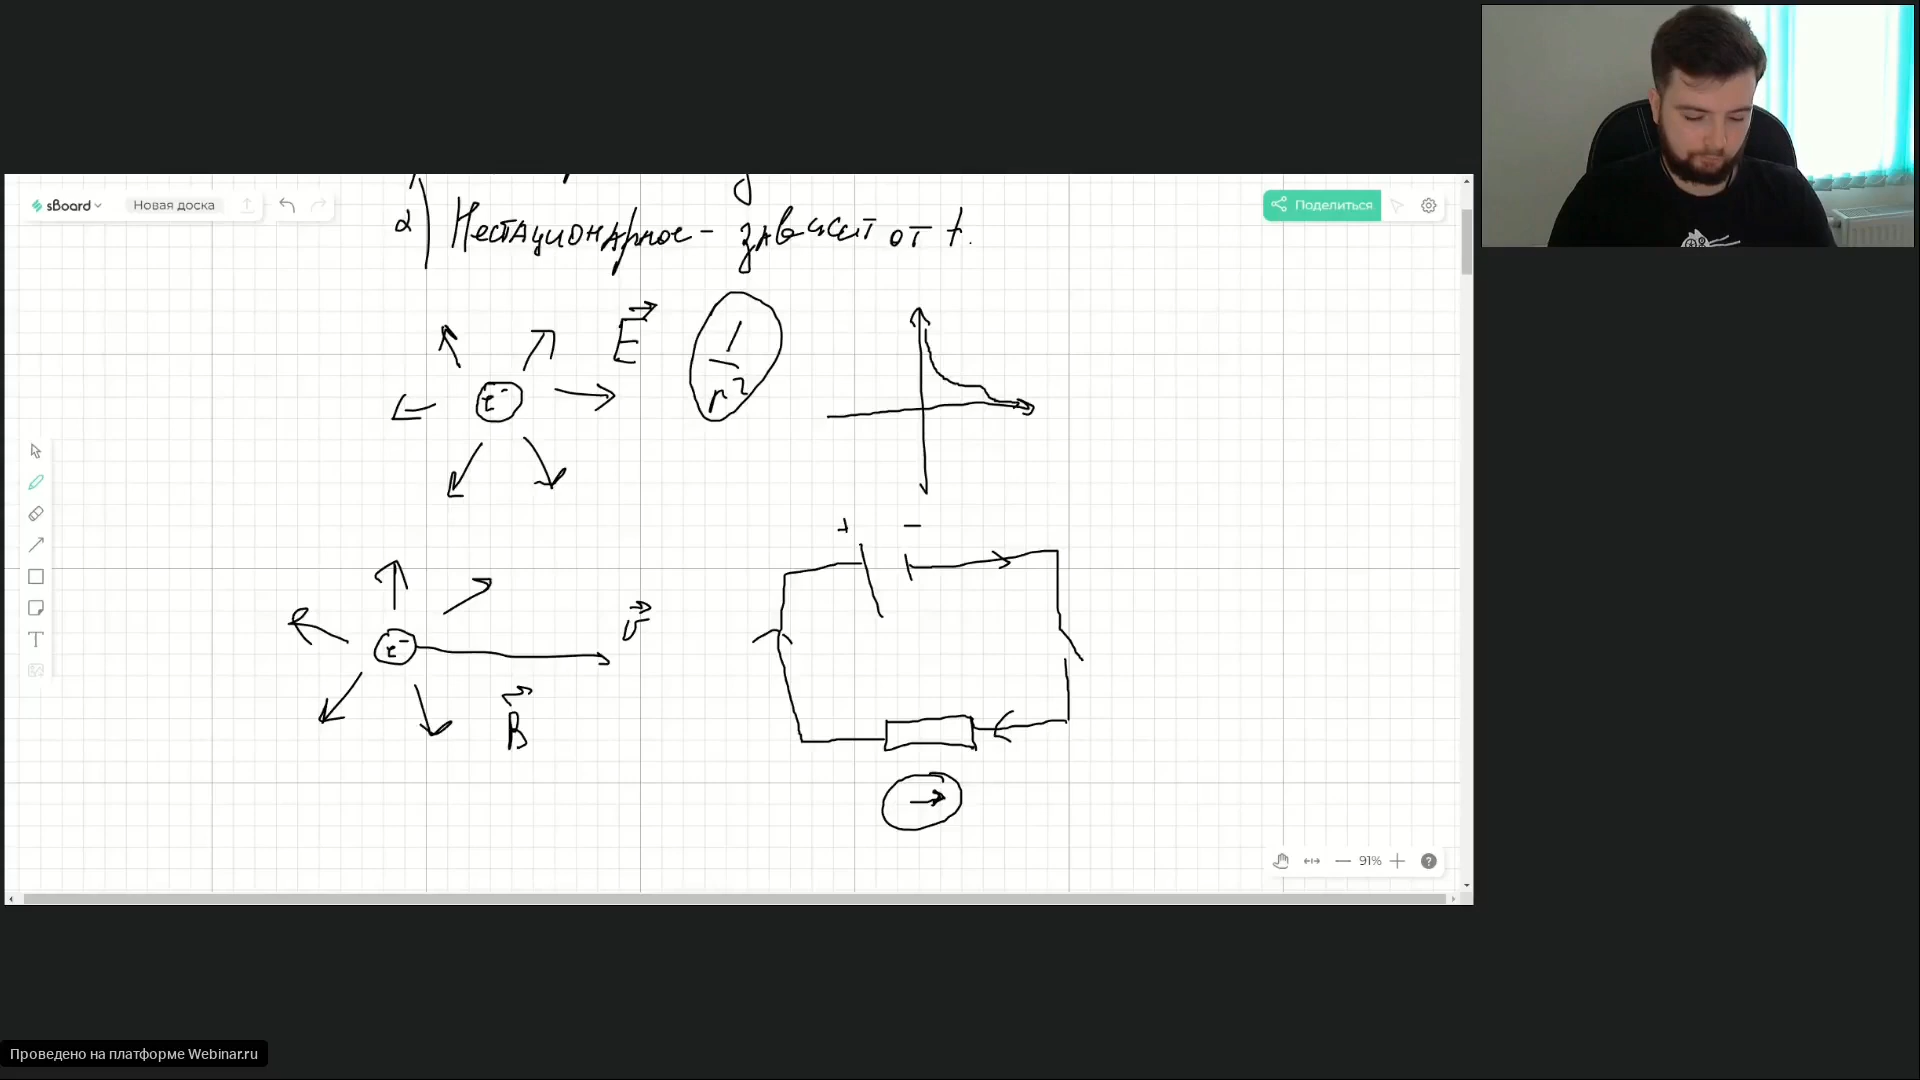 sBoard
Новая доска
Поделиться
2) Нестационарное - зависит от t.
E
1
r²
e⁻
+ -
e⁻
v
B
91%
Проведено на платформе Webinar.ru